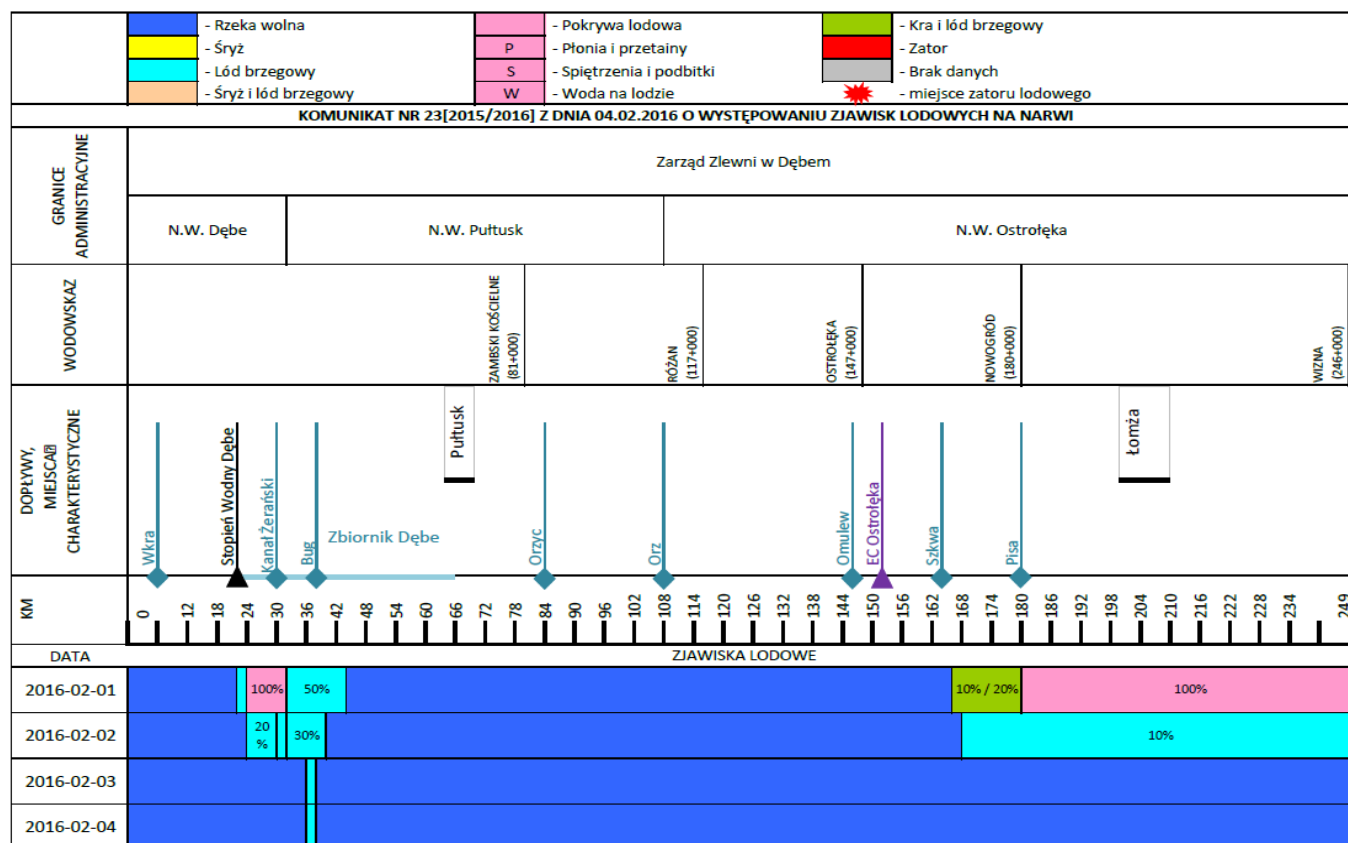 - Rzeka wolna
- Pokrywa lodowa
- Kra i lód brzegowy
- Śryż
P - Płonia i przetainy
- Zator
- Lód brzegowy
S - Spiętrzenia i podbitki
- Brak danych
- Śryż i lód brzegowy
W - Woda na lodzie
- miejsce zatoru lodowego
KOMUNIKAT NR 23[2015/2016] Z DNIA 04.02.2016 O WYSTĘPOWANIU ZJAWISK LODOWYCH NA NARWI
GRANICE
ADMINISTRACYJNE
Zarząd Zlewni w Dębem
N.W. Dębe
N.W. Pułtusk
N.W. Ostrołęka
WODOWSKAZ
ZAMBSKI KOŚCIELNE
(81+000)
RÓŻAN
(117+000)
OSTROŁĘKA
(147+000)
NOWOGRÓD
(180+000)
WIZNA
(246+000)
DOPŁYWY,
MIEJSCA
CHARAKTERYSTYCZNE
Wkra
Stopień Wodny Dębe
Kanał Żerański
Bug
Zbiornik Dębe
Pułtusk
Orzyc
Orz
Omulew
EC Ostrołęka
Szkwa
Pisa
Łomża
KM
0 12 18 24 30 36 42 48 54 60 66 72 78 84 90 96 102 108 114 120 126 132 138 144 150 156 162 168 174 180 186 192 198 204 210 216 222 228 234 249
DATA
ZJAWISKA LODOWE
2016-02-01
100%
50%
10% / 20%
100%
2016-02-02
20
%
30%
10%
2016-02-03
2016-02-04